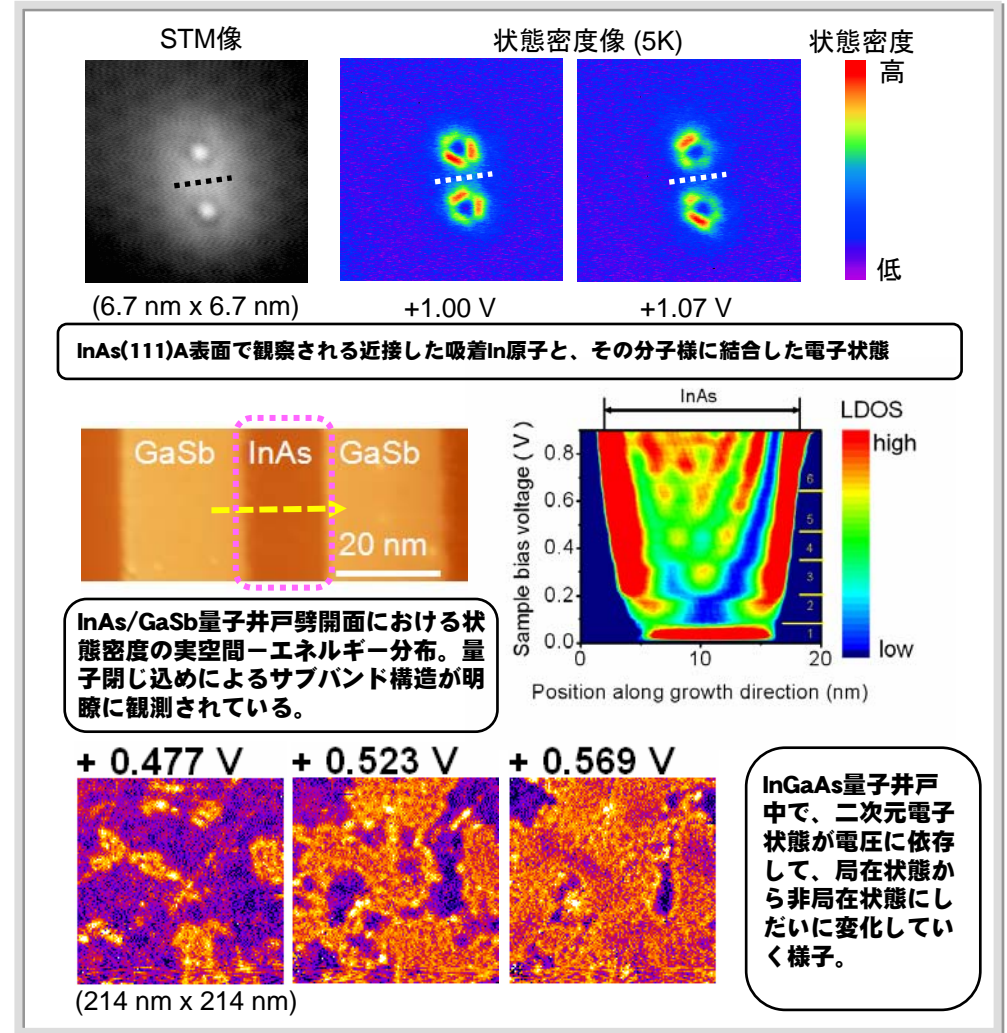 STM像
状態密度像 (5K)
状態密度
高
低
(6.7 nm x 6.7 nm)
+1.00 V
+1.07 V
InAs(111)A表面で観察される近接した吸着In原子と、その分子様に結合した電子状態
GaSb
InAs
GaSb
20 nm
InAs
LDOS
high
low
Sample bias voltage ( V )
0.8
0.6
0.4
0.2
0.0
6
5
4
3
2
1
0
10
20
Position along growth direction (nm)
InAs/GaSb量子井戸劈開面における状
態密度の実空間－エネルギー分布。量
子閉じ込めによるサブバンド構造が明
瞭に観測されている。
+ 0.477 V
+ 0.523 V
+ 0.569 V
(214 nm x 214 nm)
InGaAs量子井戸
中で、二次元電子
状態が電圧に依存
して、局在状態か
ら非局在状態にし
だいに変化してい
く様子。